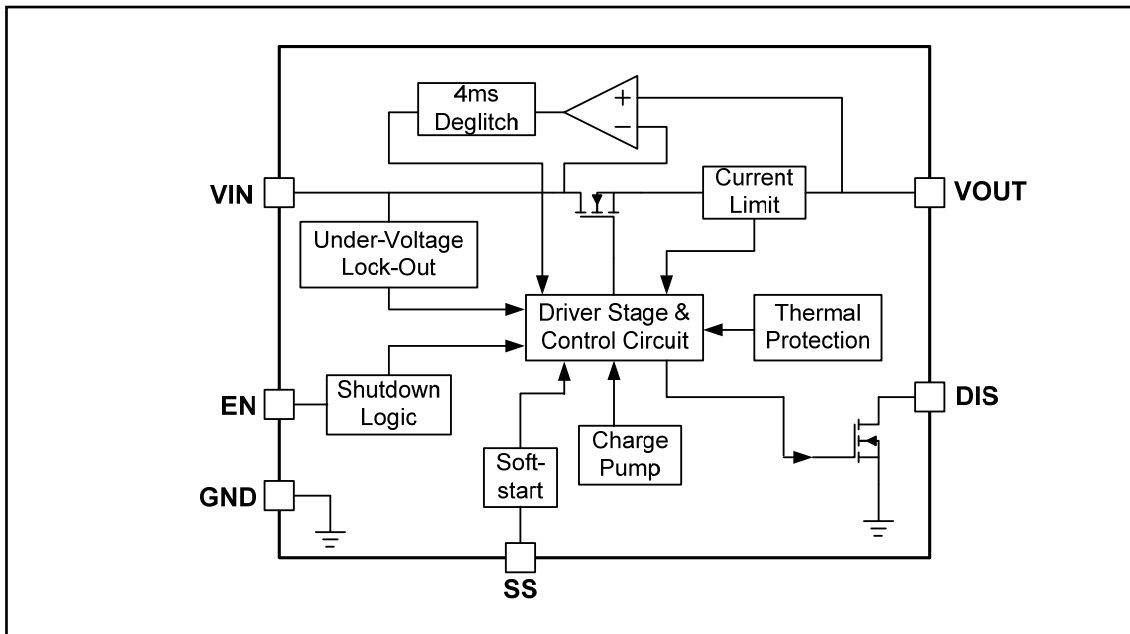 4ms
Deglitch
+
−
VIN
Current
Limit
VOUT
Under-Voltage
Lock-Out
Driver Stage &
Control Circuit
Thermal
Protection
EN
Shutdown
Logic
DIS
Charge
Pump
Soft-
start
GND
SS